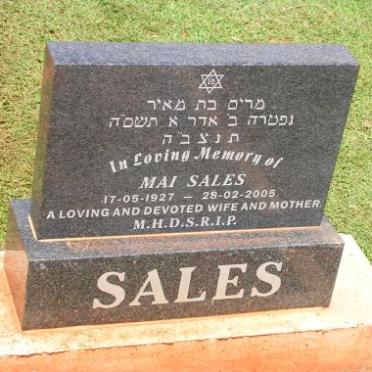 מרים בת מאיר
נפטרה ב אדר א תשס"ה
ת נ צ ב " ה
In Loving Memory of
MAI SALES
17-05-1927 – 28-02-2005
A LOVING AND DEVOTED WIFE AND MOTHER
M.H.D.S.R.I.P.
SALES